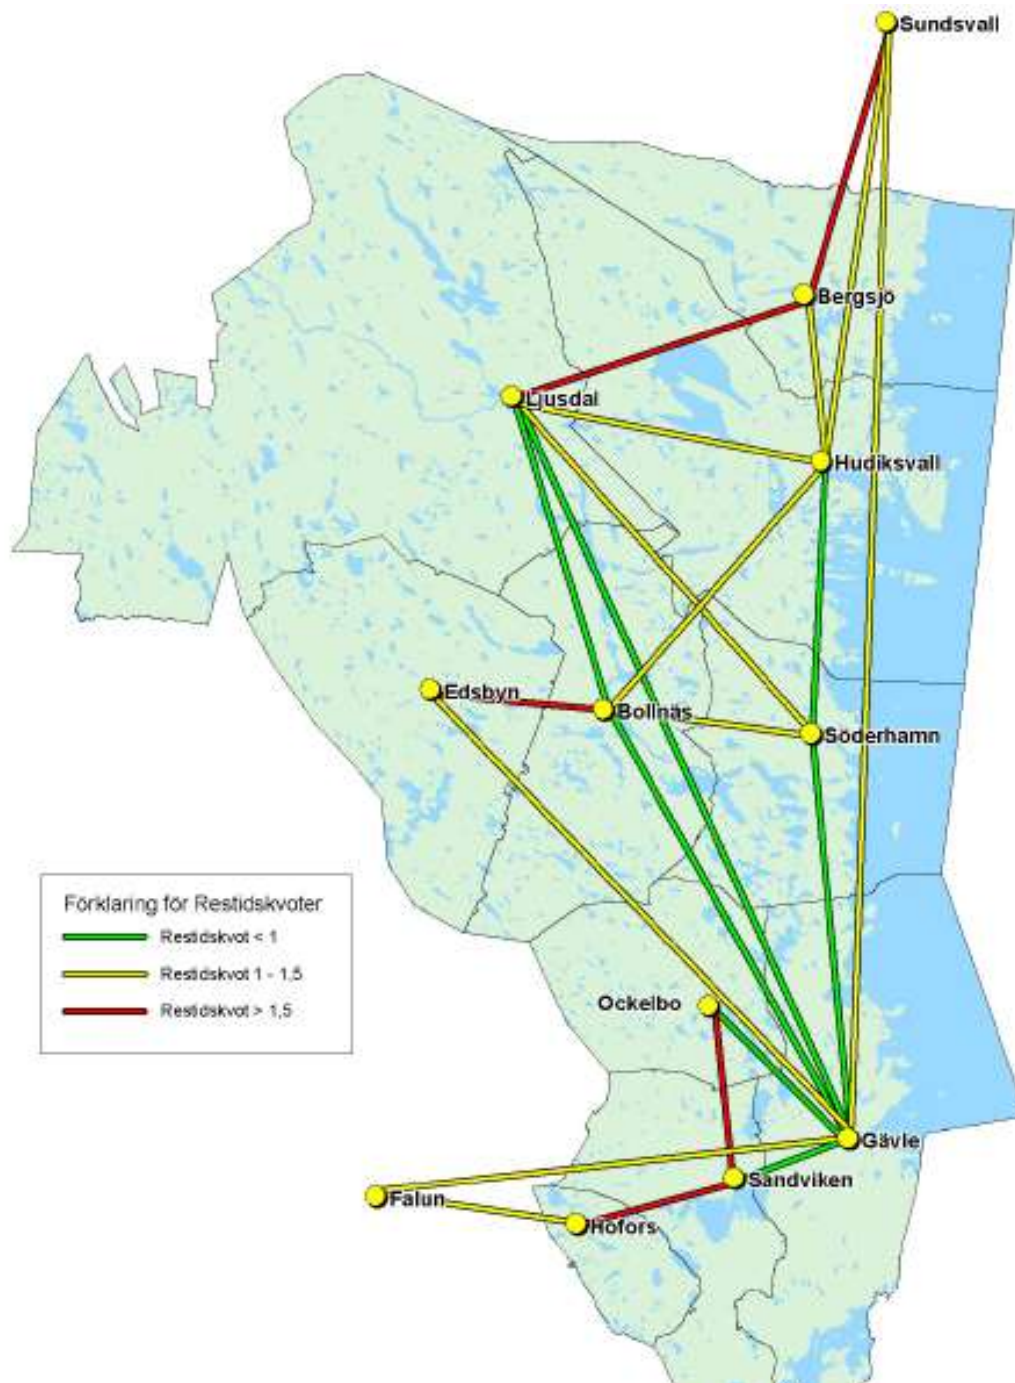 Sundsvall
Bergsjö
Ljusdal
Hudiksvall
Edsbyn
Bollnäs
Söderhamn
Förklaring för Restidskvoter
Restidskvot < 1
Restidskvot 1 - 1,5
Restidskvot > 1,5
Ockelbo
Gävle
Sandviken
Falun
Hofors